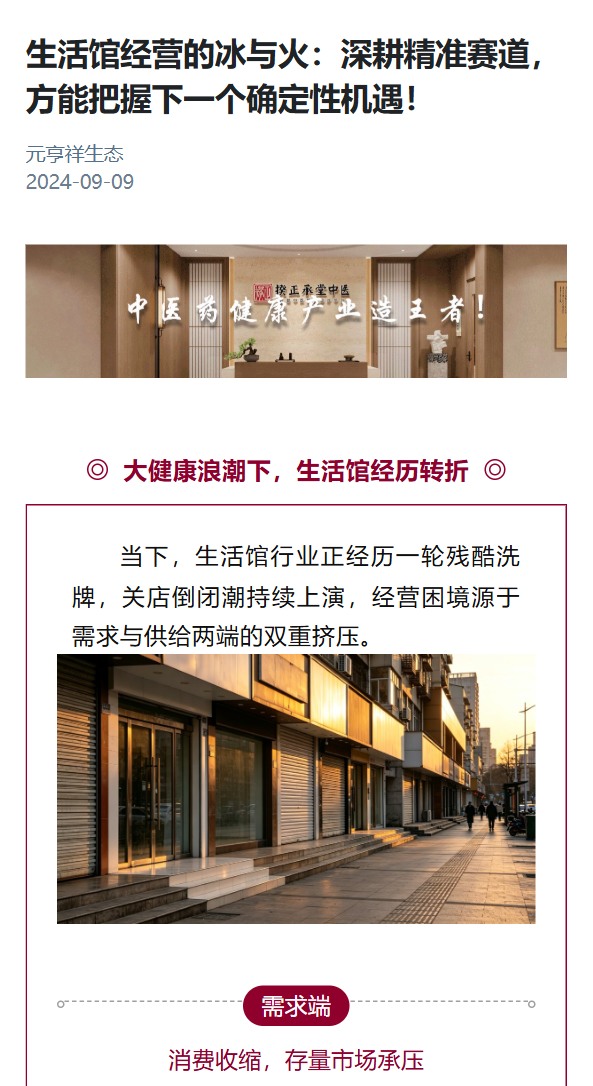 生活馆经营的冰与火：深耕精准赛道，
方能把握下一个确定性机遇！
元亨祥生态
2024-09-09
揆正承堂中医
中医药健康产业造王者！
◎ 大健康浪潮下，生活馆经历转折 ◎
当下，生活馆行业正经历一轮残酷洗
牌，关店倒闭潮持续上演，经营困境源于
需求与供给两端的双重挤压。
需求端
消费收缩，存量市场承压